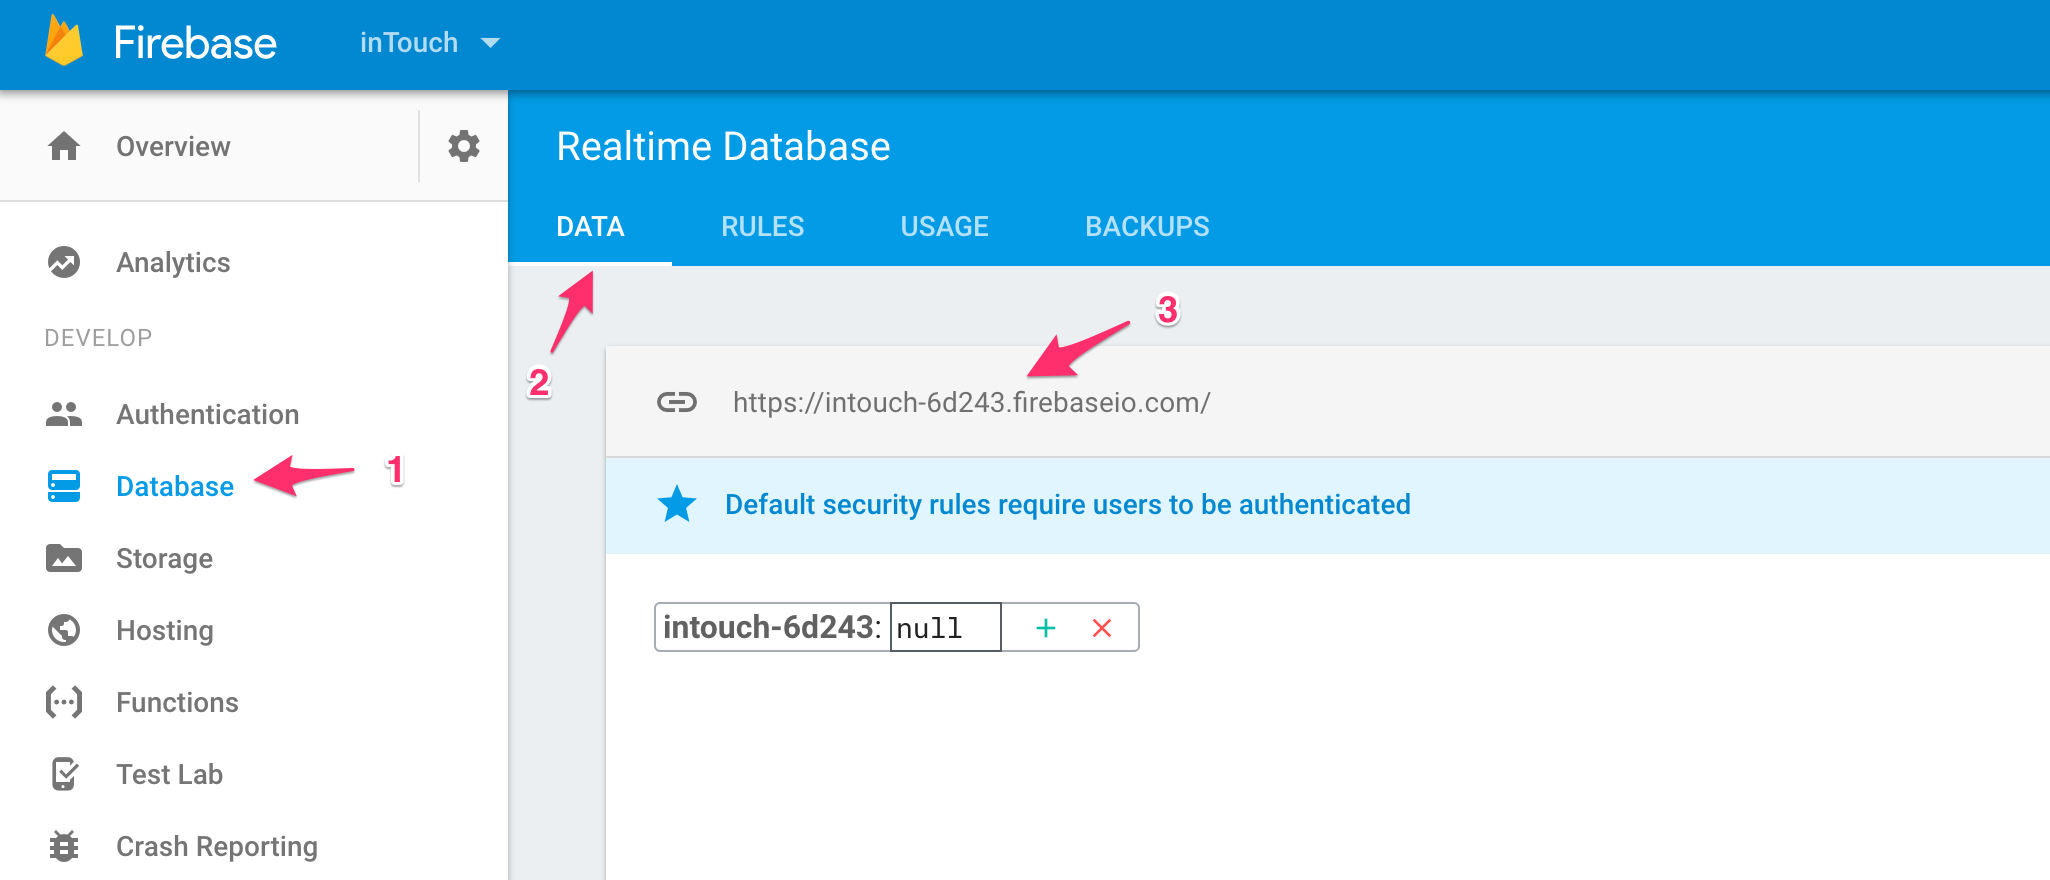 Firebase
inTouch
Overview
Analytics
DEVELOP
Authentication
Database
1
Storage
Hosting
Functions
Test Lab
Crash Reporting
Realtime Database
DATA
RULES
USAGE
BACKUPS
2
3
https://intouch-6d243.firebaseio.com/
Default security rules require users to be authenticated
intouch-6d243: null